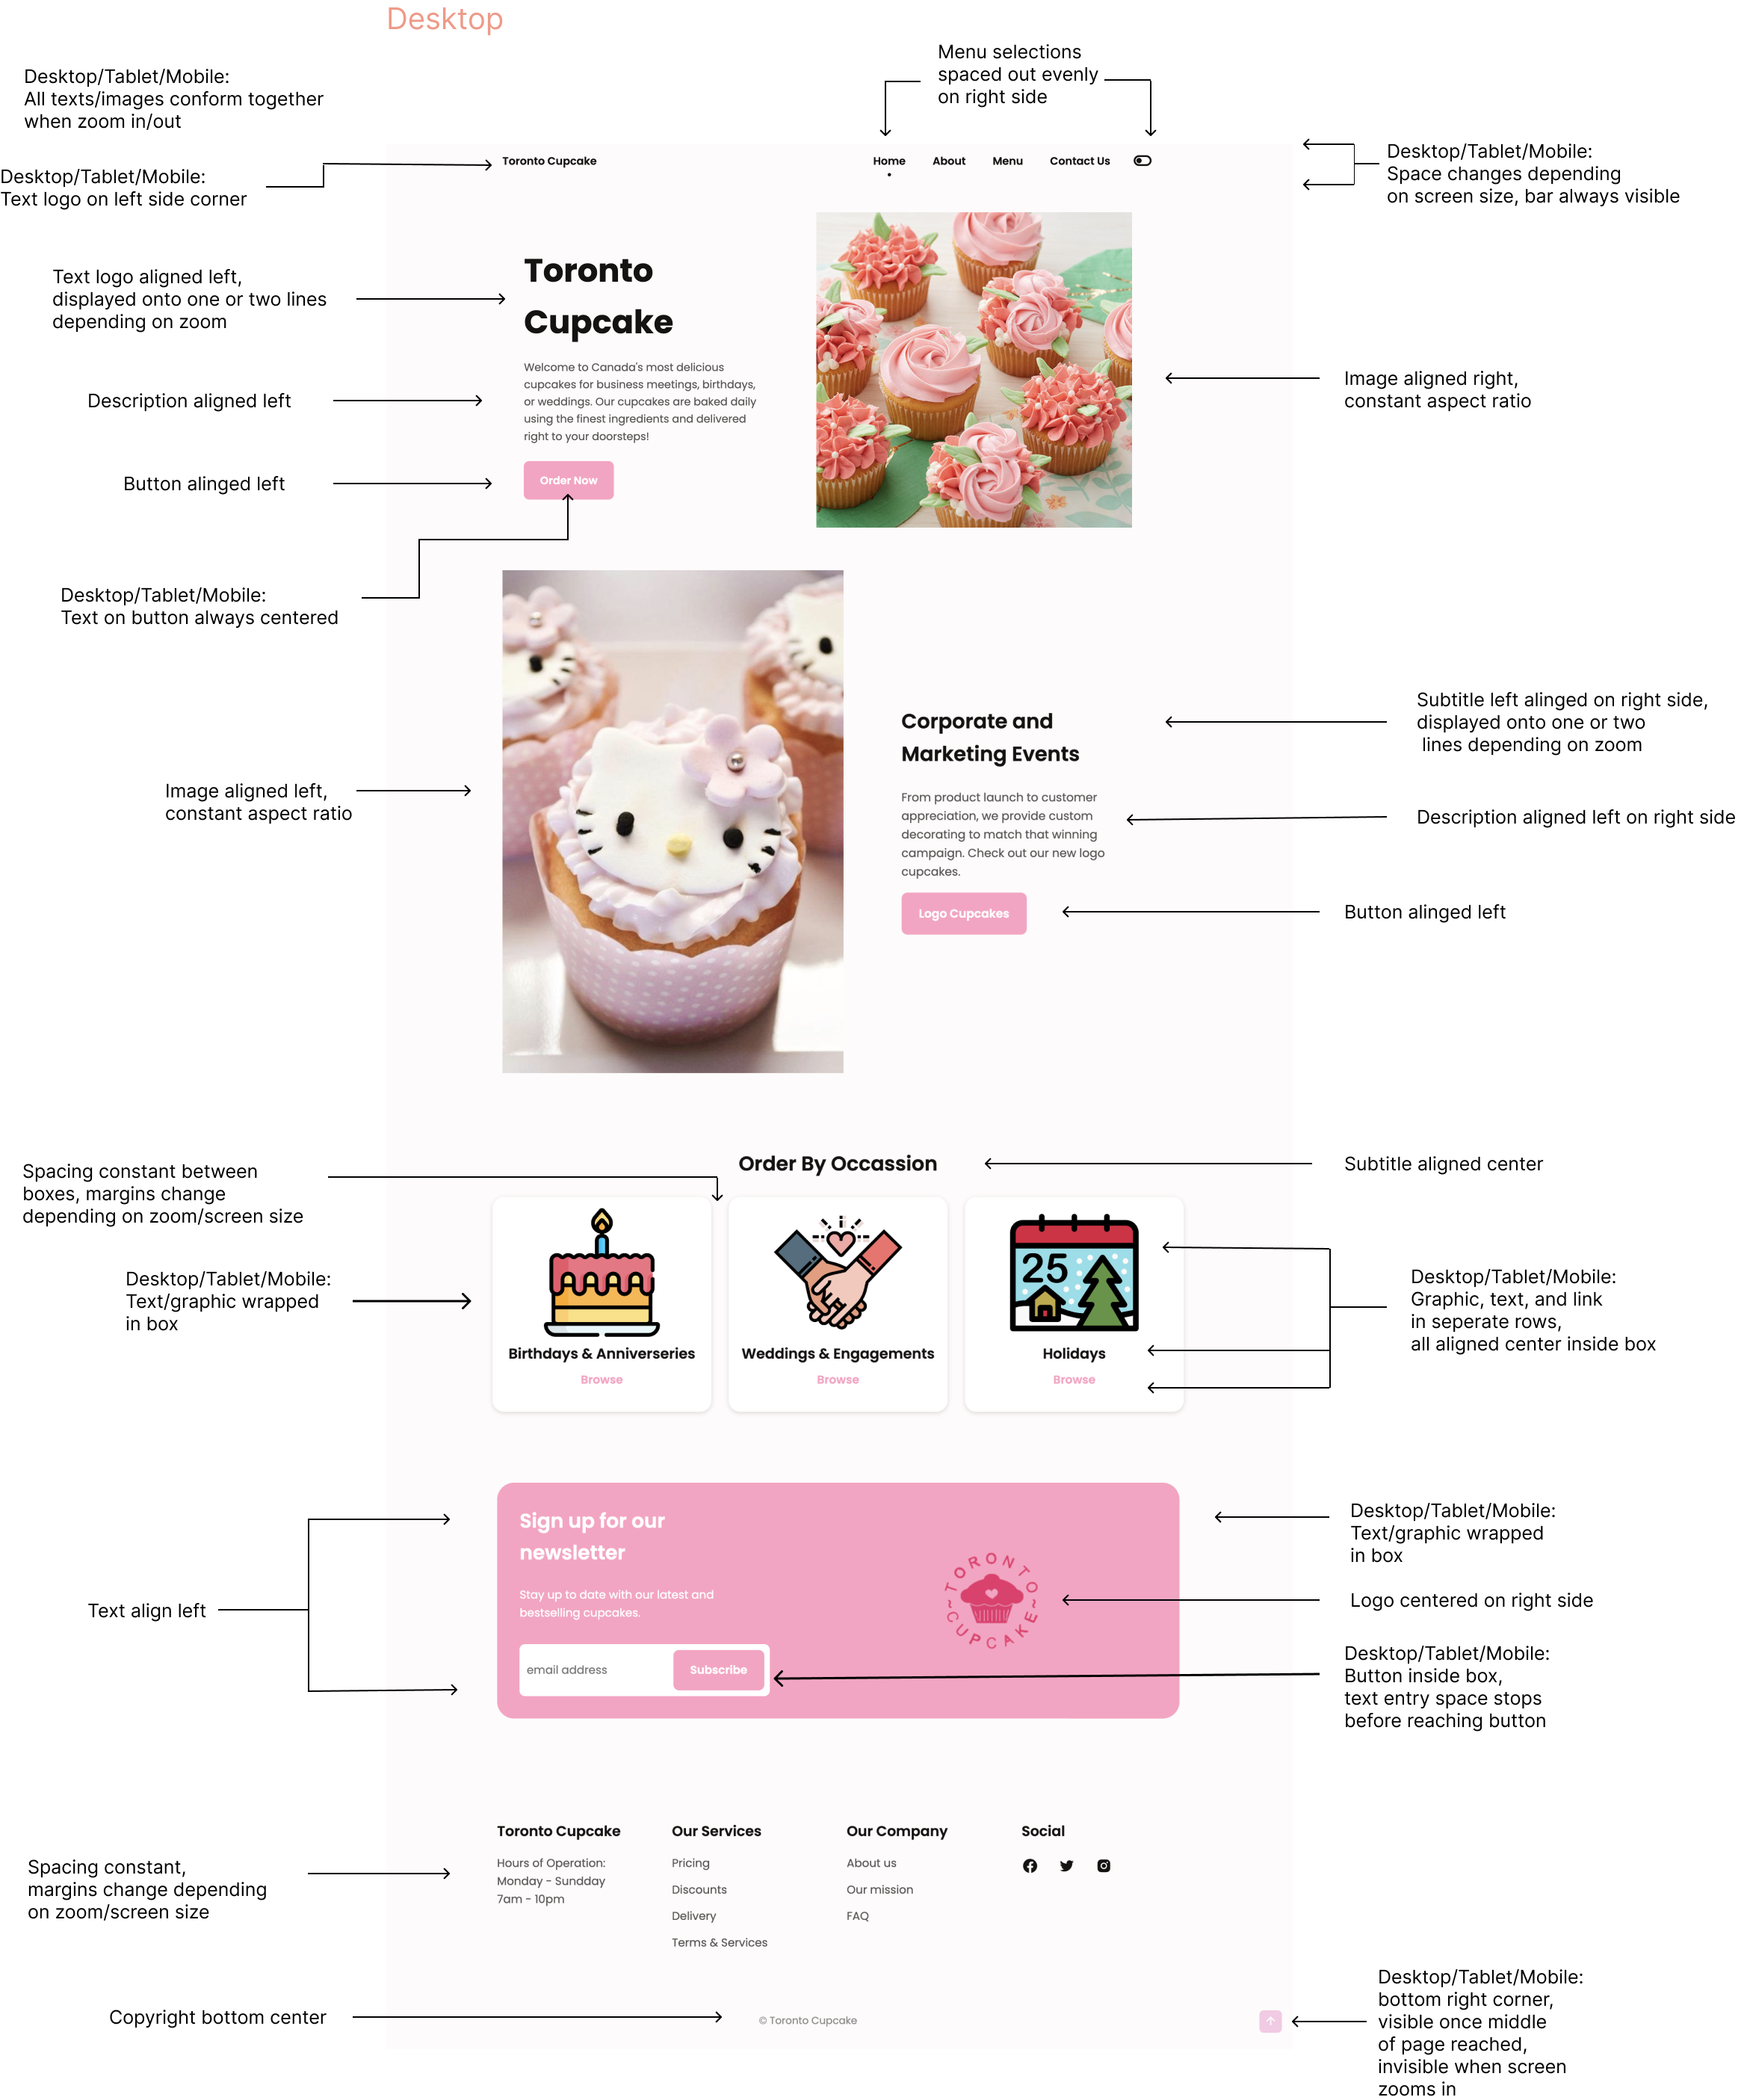 Desktop
Menu selections
spaced out evenly
on right side
Desktop/Tablet/Mobile:
All texts/images conform together
when zoom in/out
Desktop/Tablet/Mobile:
Text logo on left side corner
Toronto Cupcake
Home
About
Menu
Contact Us
Desktop/Tablet/Mobile:
Space changes depending
on screen size, bar always visible
Text logo aligned left,
displayed onto one or two lines
depending on zoom
Toronto
Cupcake
Description aligned left
Welcome to Canada's most delicious
cupcakes for business meetings, birthdays,
or weddings. Our cupcakes are baked daily
using the finest ingredients and delivered
right to your doorsteps!
Image aligned right,
constant aspect ratio
Button alinged left
Order Now
Desktop/Tablet/Mobile:
Text on button always centered
Image aligned left,
constant aspect ratio
Corporate and
Marketing Events
Subtitle left alinged on right side,
displayed onto one or two
lines depending on zoom
From product launch to customer
appreciation, we provide custom
decorating to match that winning
campaign. Check out our new logo
cupcakes.
Description aligned left on right side
Logo Cupcakes
Button alinged left
Order By Occassion
Subtitle aligned center
Spacing constant between
boxes, margins change
depending on zoom/screen size
Desktop/Tablet/Mobile:
Text/graphic wrapped
in box
25
Birthdays & Anniverseries
Browse
Weddings & Engagements
Browse
Holidays
Browse
Desktop/Tablet/Mobile:
Graphic, text, and link
in seperate rows,
all aligned center inside box
Text align left
Sign up for our
newsletter
Stay up to date with our latest and
bestselling cupcakes.
email address
Subscribe
TORONTO
~CUPCAKE~
Desktop/Tablet/Mobile:
Text/graphic wrapped
in box
Logo centered on right side
Desktop/Tablet/Mobile:
Button inside box,
text entry space stops
before reaching button
Spacing constant,
margins change depending
on zoom/screen size
Toronto Cupcake
Hours of Operation:
Monday - Sundday
7am - 10pm
Our Services
Pricing
Discounts
Delivery
Terms & Services
Our Company
About us
Our mission
FAQ
Social
Copyright bottom center
© Toronto Cupcake
Desktop/Tablet/Mobile:
bottom right corner,
visible once middle
of page reached,
invisible when screen
zooms in